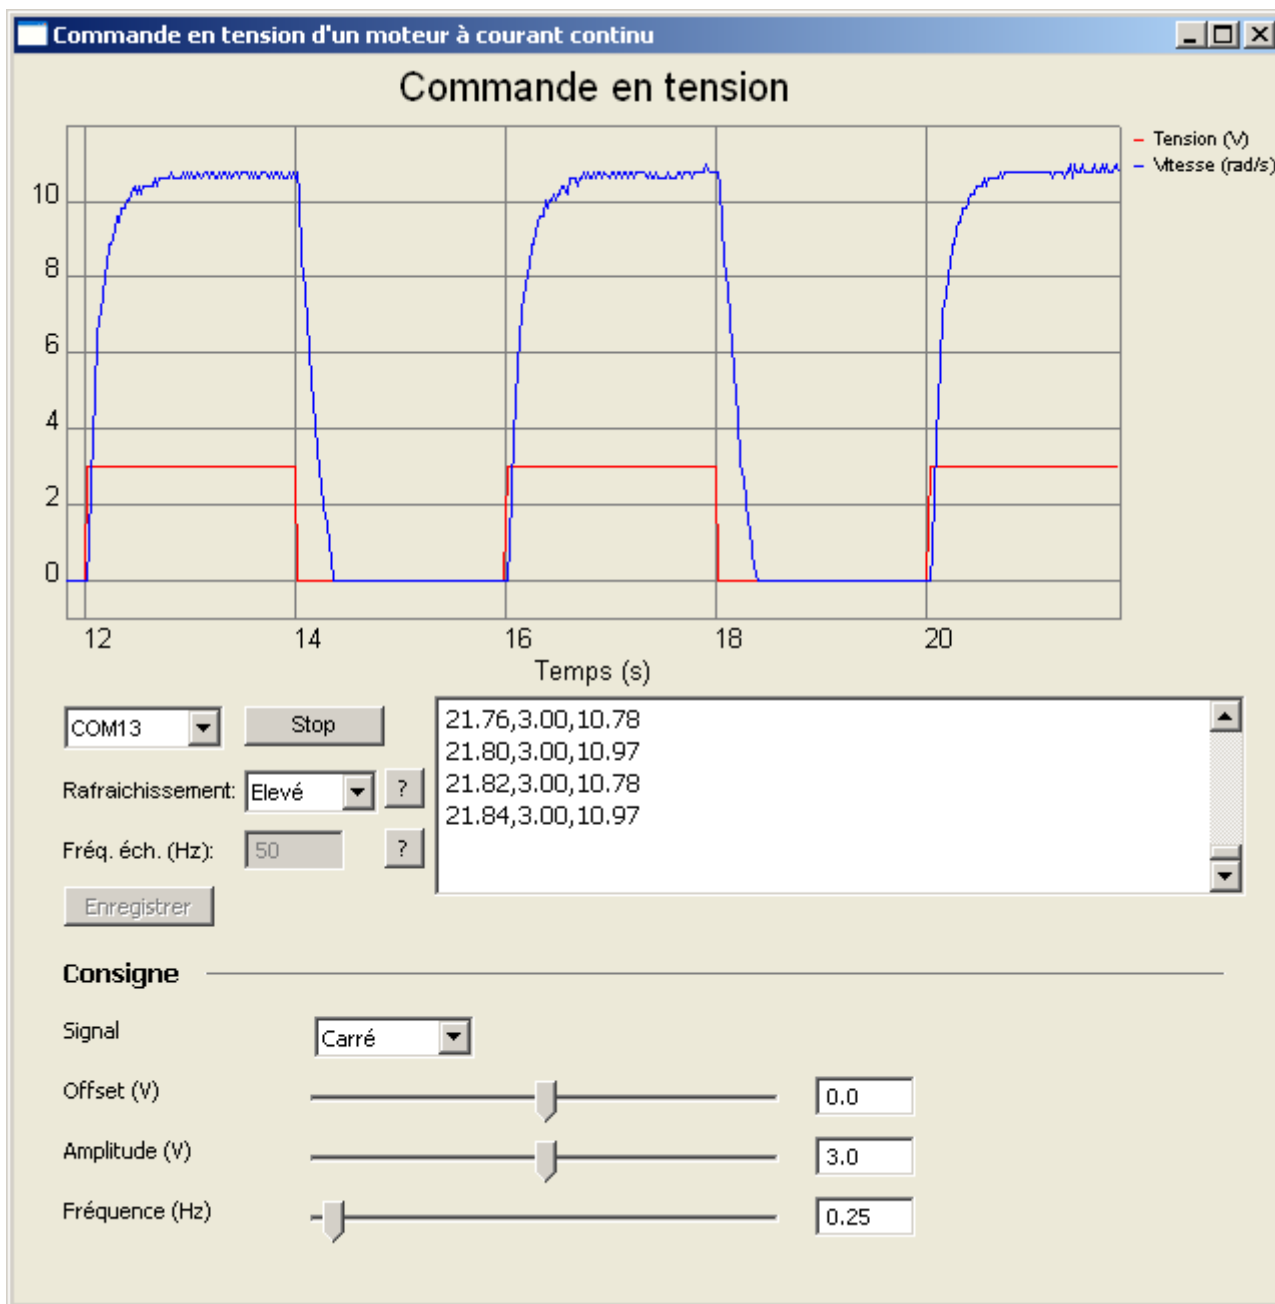 Commande en tension d'un moteur à courant continu
Commande en tension
Tension (V)
Vitesse (rad/s)
10
8
6
4
2
0
12 14 16 18 20
Temps (s)
COM13 Stop
21.76,3.00,10.78
21.80,3.00,10.97
21.82,3.00,10.78
21.84,3.00,10.97
Rafraichissement: Elevé ?
Fréq. éch. (Hz): 50 ?
Enregistrer
Consigne
Signal Carré
Offset (V) 0.0
Amplitude (V) 3.0
Fréquence (Hz) 0.25